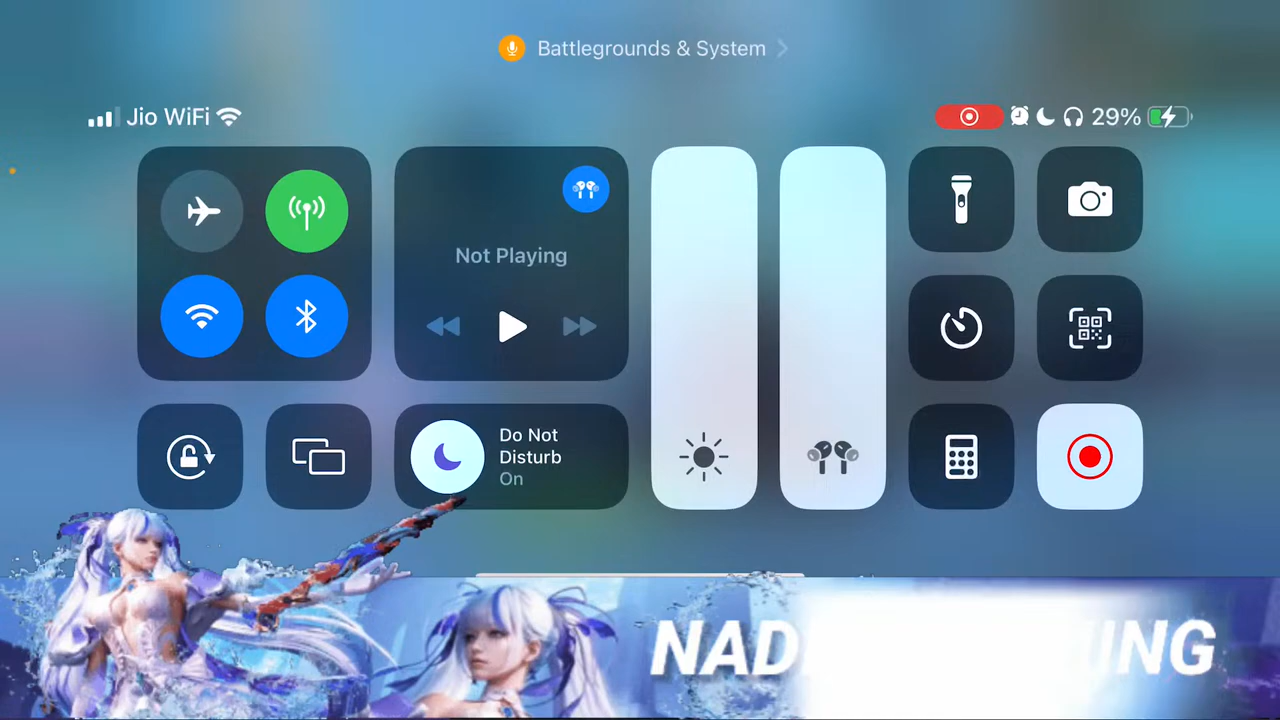 Battlegrounds & System
Jio WiFi
29%
Not Playing
Do Not
Disturb
On